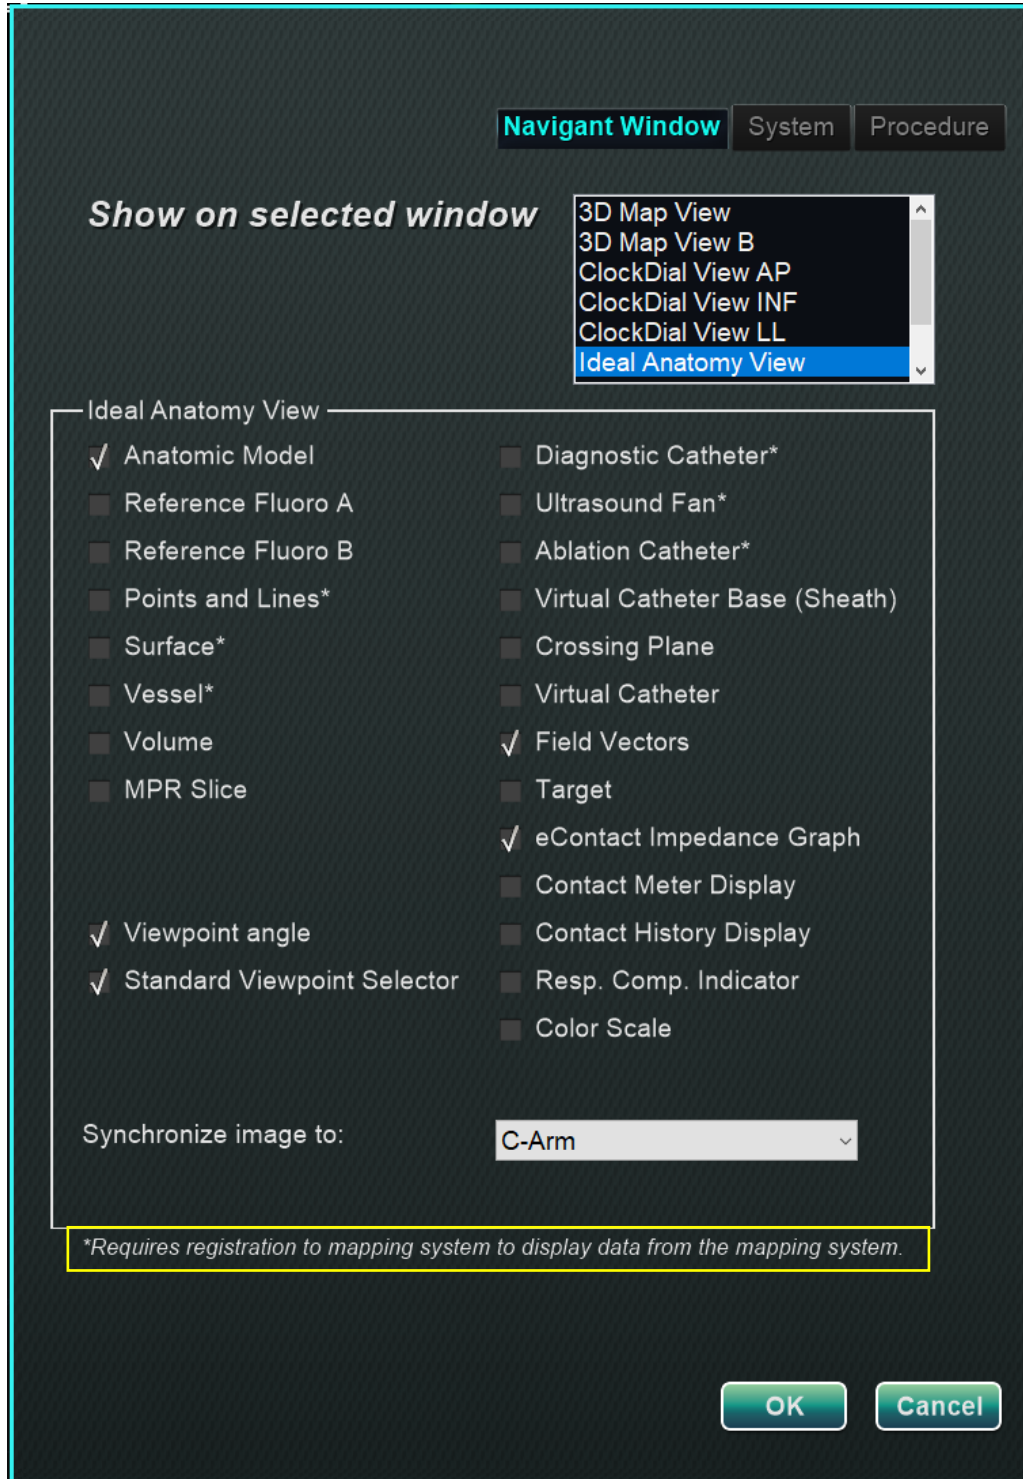 Navigant Window System Procedure
Show on selected window
3D Map View
3D Map View B
ClockDial View AP
ClockDial View INF
ClockDial View LL
Ideal Anatomy View
Ideal Anatomy View
Anatomic Model
Reference Fluoro A
Reference Fluoro B
Points and Lines*
Surface*
Vessel*
Volume
MPR Slice
Viewpoint angle
Standard Viewpoint Selector
Diagnostic Catheter*
Ultrasound Fan*
Ablation Catheter*
Virtual Catheter Base (Sheath)
Crossing Plane
Virtual Catheter
Field Vectors
Target
eContact Impedance Graph
Contact Meter Display
Contact History Display
Resp. Comp. Indicator
Color Scale
Synchronize image to: C-Arm
*Requires registration to mapping system to display data from the mapping system.
OK Cancel